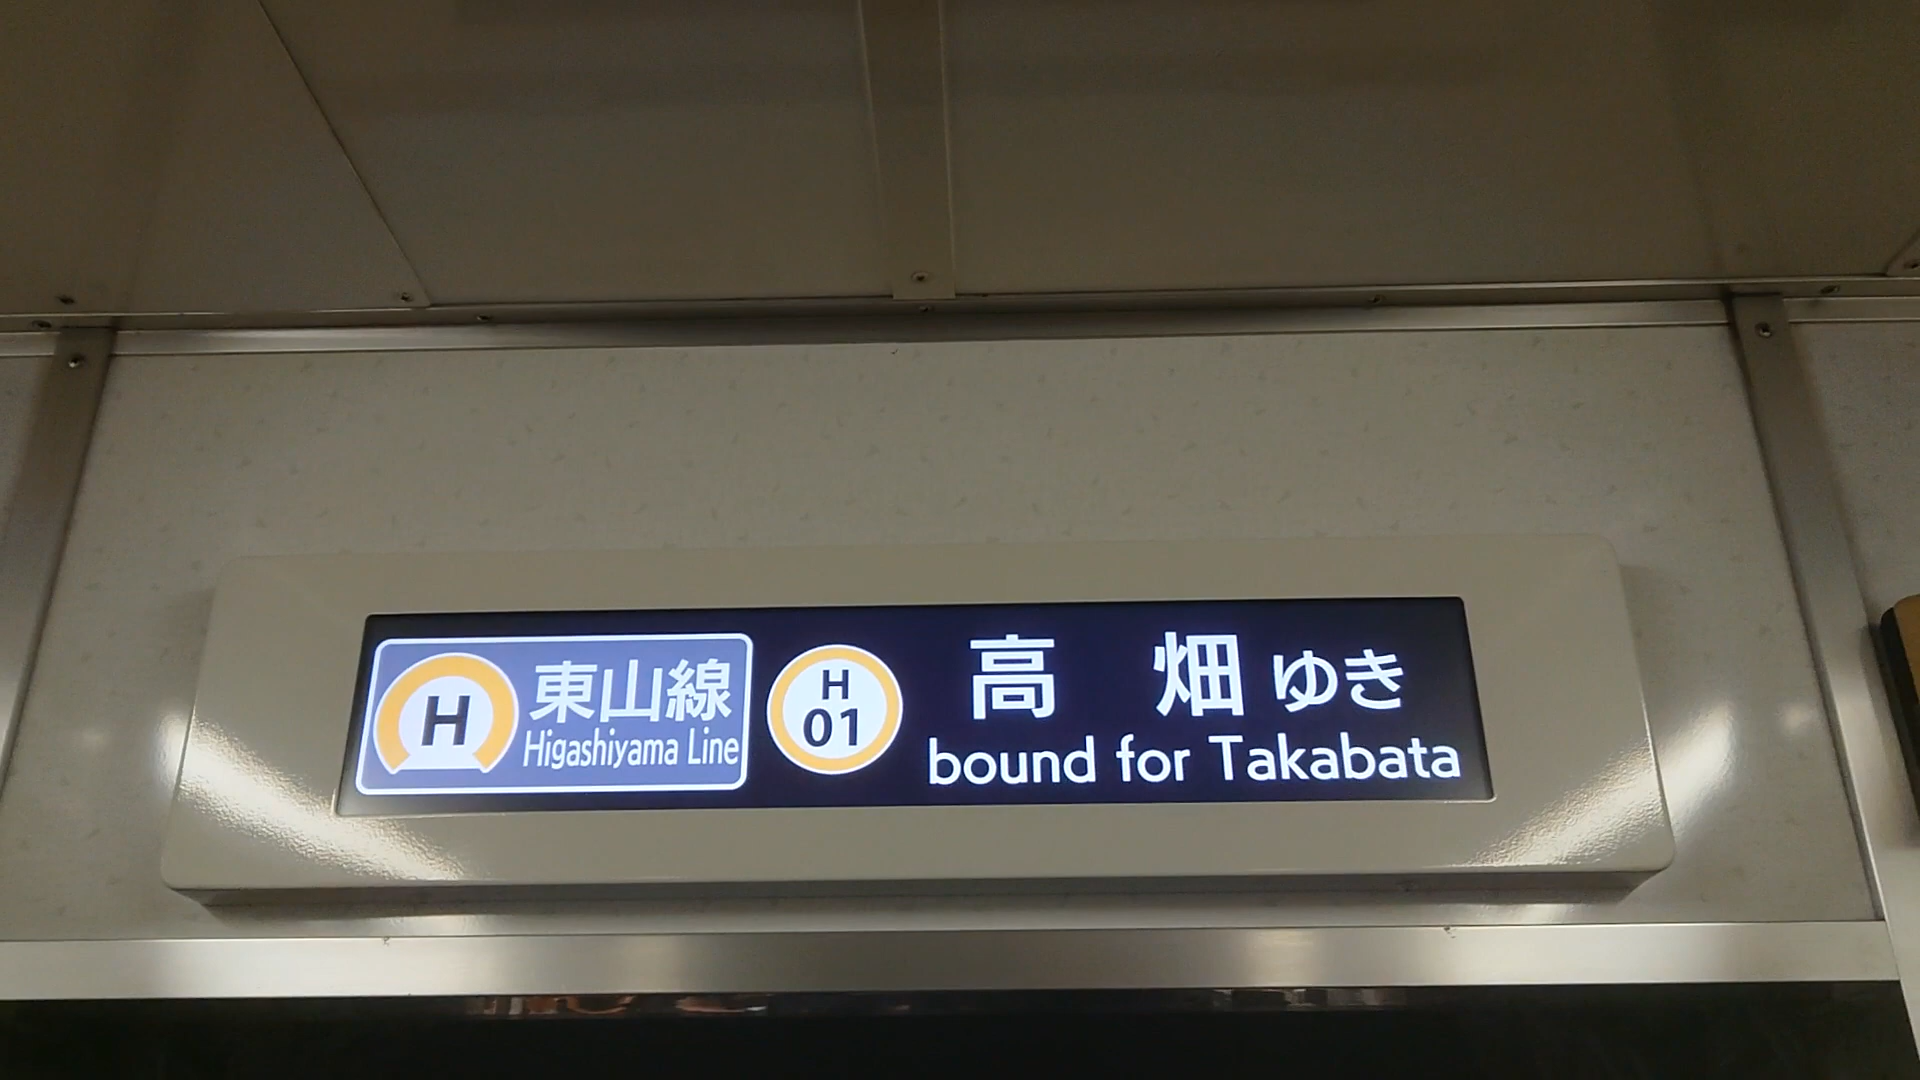 H
東山線
Higashiyama Line
H
01
高 畑 ゆき
bound for Takabata